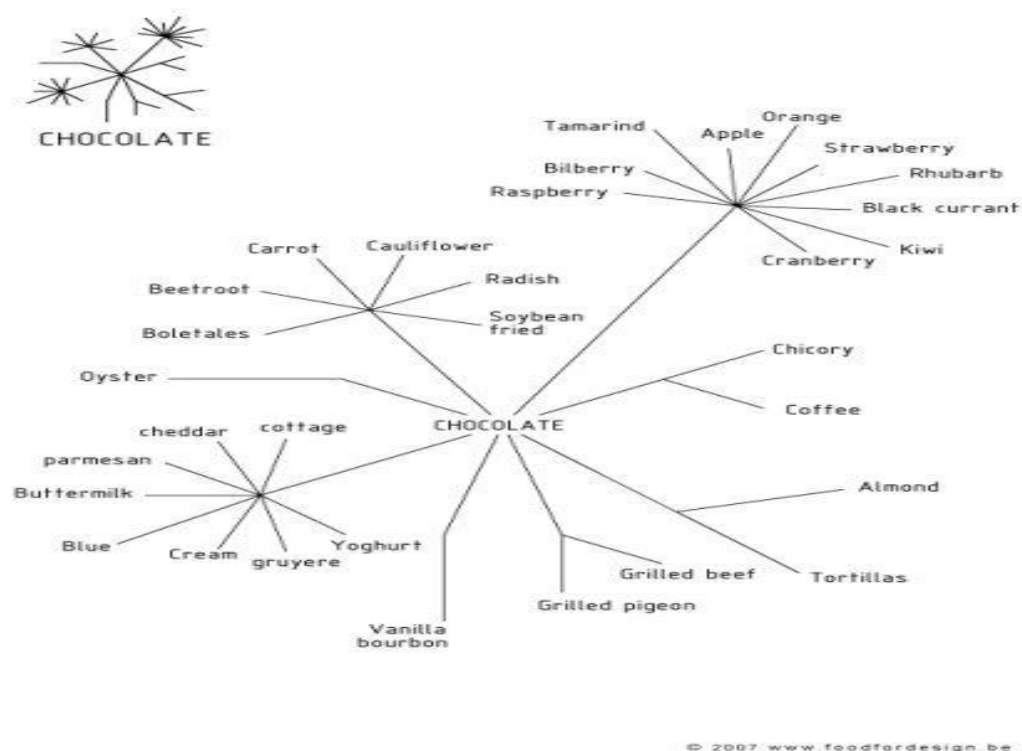 CHOCOLATE
Tamarind
Apple
Orange
Strawberry
Bilberry
Rhubarb
Raspberry
Black currant
Kiwi
Cranberry
Carrot
Cauliflower
Radish
Beetroot
Soybean
fried
Boletales
Oyster
Chicory
Coffee
CHOCOLATE
cheddar
cottage
parmesan
Buttermilk
Blue
Cream
gruyere
Yoghurt
Almond
Tortillas
Grilled beef
Grilled pigeon
Vanilla
bourbon
© 2007 www.foodfordesign.be